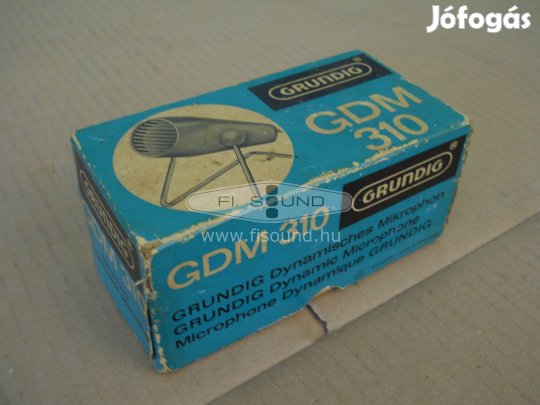 Jófogás
GRUNDIG ®
GDM
310
GRUNDIG ®
FI. SOUND
www.fisound.hu
GDM 310
GRUNDIG Dynamisches Mikrophon
GRUNDIG Dynamic Microphone
Microphone Dynamique GRUNDIG